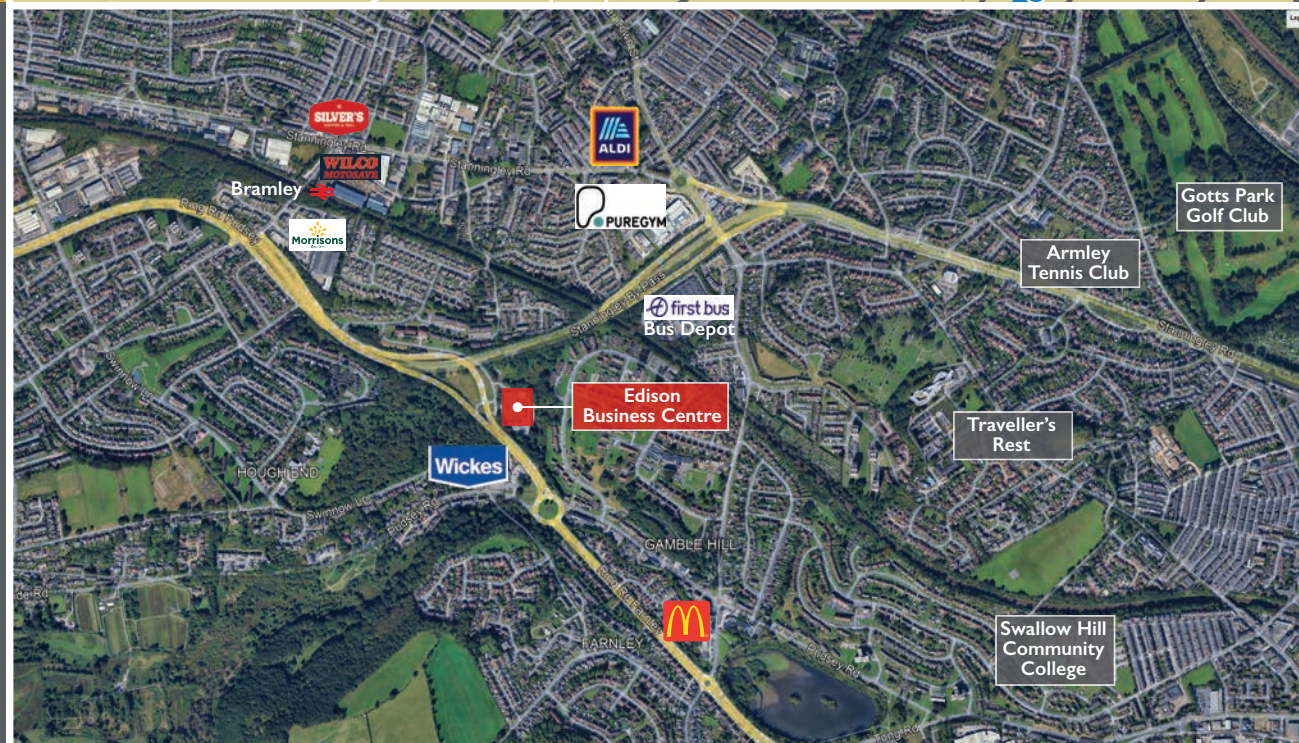 SILVER'S
Stanningley Rd
WILCO
MOTOSAVE
Bramley
Ring Rd Pudsey
Morrisons
ALDI
Stanningley Rd
PUREGYM
Gotts Park
Golf Club
Armley
Tennis Club
Stanningley Rd
Stanningley By-Pass
first bus
Bus Depot
Swinnow Rd
Edison
Business Centre
Traveller's
Rest
Wickes
HOUGH END
Swinnow Ln
Pudsey Rd
GAMBLE HILL
Ring Rd Farnley
FARNLEY
Swallow Hill
Community
College
Pudsey Rd
Tong Rd